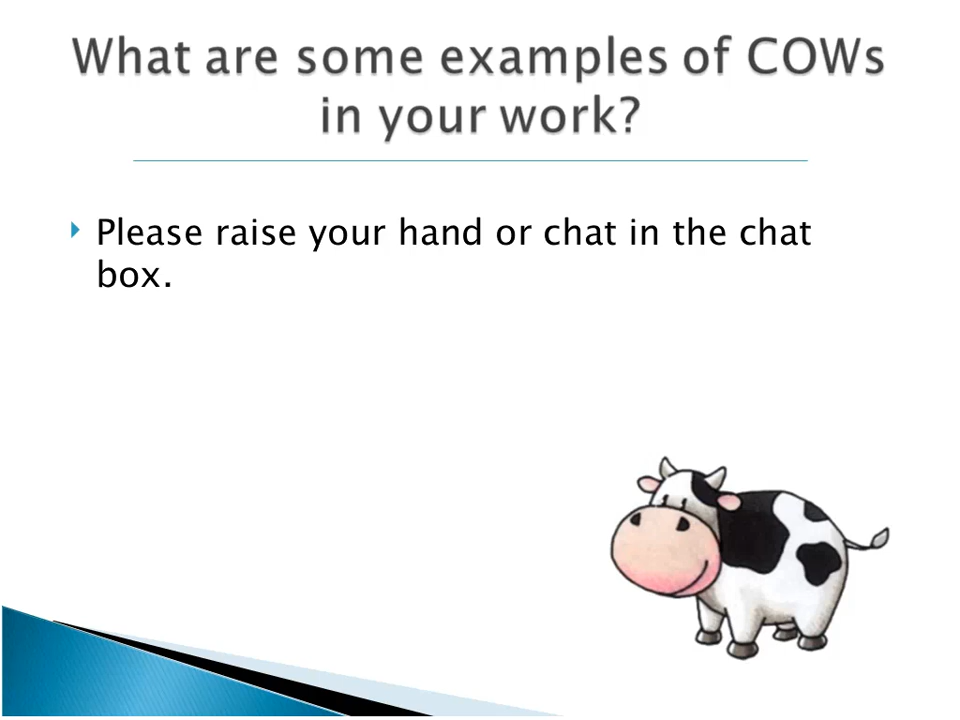 What are some examples of COWs
in your work?
Please raise your hand or chat in the chat
box.